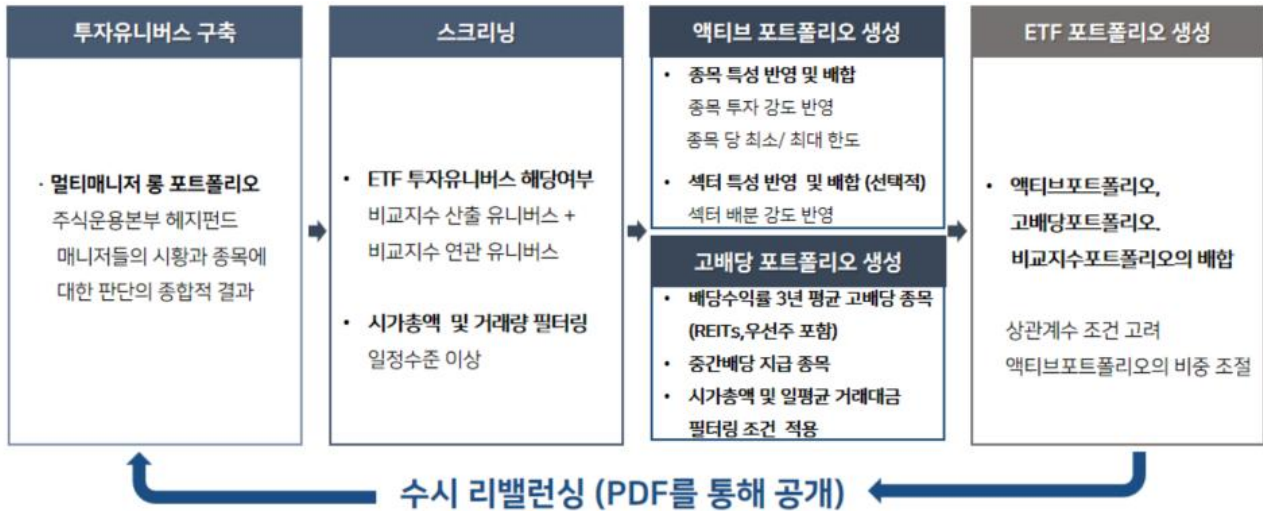 투자유니버스 구축
· 멀티매니저 롱 포트폴리오
주식운용본부 헤지펀드
매니저들의 시황과 종목에
대한 판단의 종합적 결과
스크리닝
• ETF 투자유니버스 해당여부
비교지수 산출 유니버스 +
비교지수 연관 유니버스
• 시가총액 및 거래량 필터링
일정수준 이상
액티브 포트폴리오 생성
• 종목 특성 반영 및 배합
종목 투자 강도 반영
종목 당 최소/ 최대 한도
• 섹터 특성 반영 및 배합 (선택적)
섹터 배분 강도 반영
고배당 포트폴리오 생성
• 배당수익률 3년 평균 고배당 종목
(REITs,우선주 포함)
• 중간배당 지급 종목
• 시가총액 및 일평균 거래대금
필터링 조건 적용
ETF 포트폴리오 생성
• 액티브포트폴리오,
고배당포트폴리오.
비교지수포트폴리오의 배합
상관계수 조건 고려
액티브포트폴리오의 비중 조절
수시 리밸런싱 (PDF를 통해 공개)